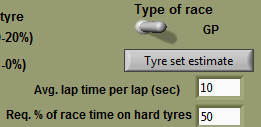 Type of race
tyre
GP
-20%)
Tyre set estimate
-0%)
Avg. lap time per lap (sec) 10
Req. % of race time on hard tyres 50